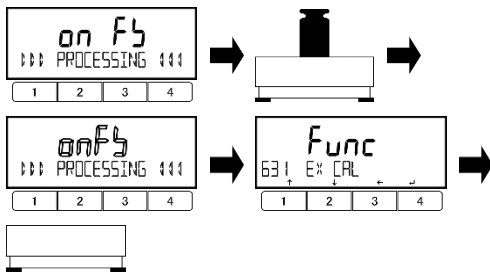 on FS
▷▷▷ PROCESSING ◁◁◁
1 2 3 4
onFS
▷▷▷ PROCESSING ◁◁◁
1 2 3 4
Func
631 EX CAL
↑ ↓ ← ↵
1 2 3 4